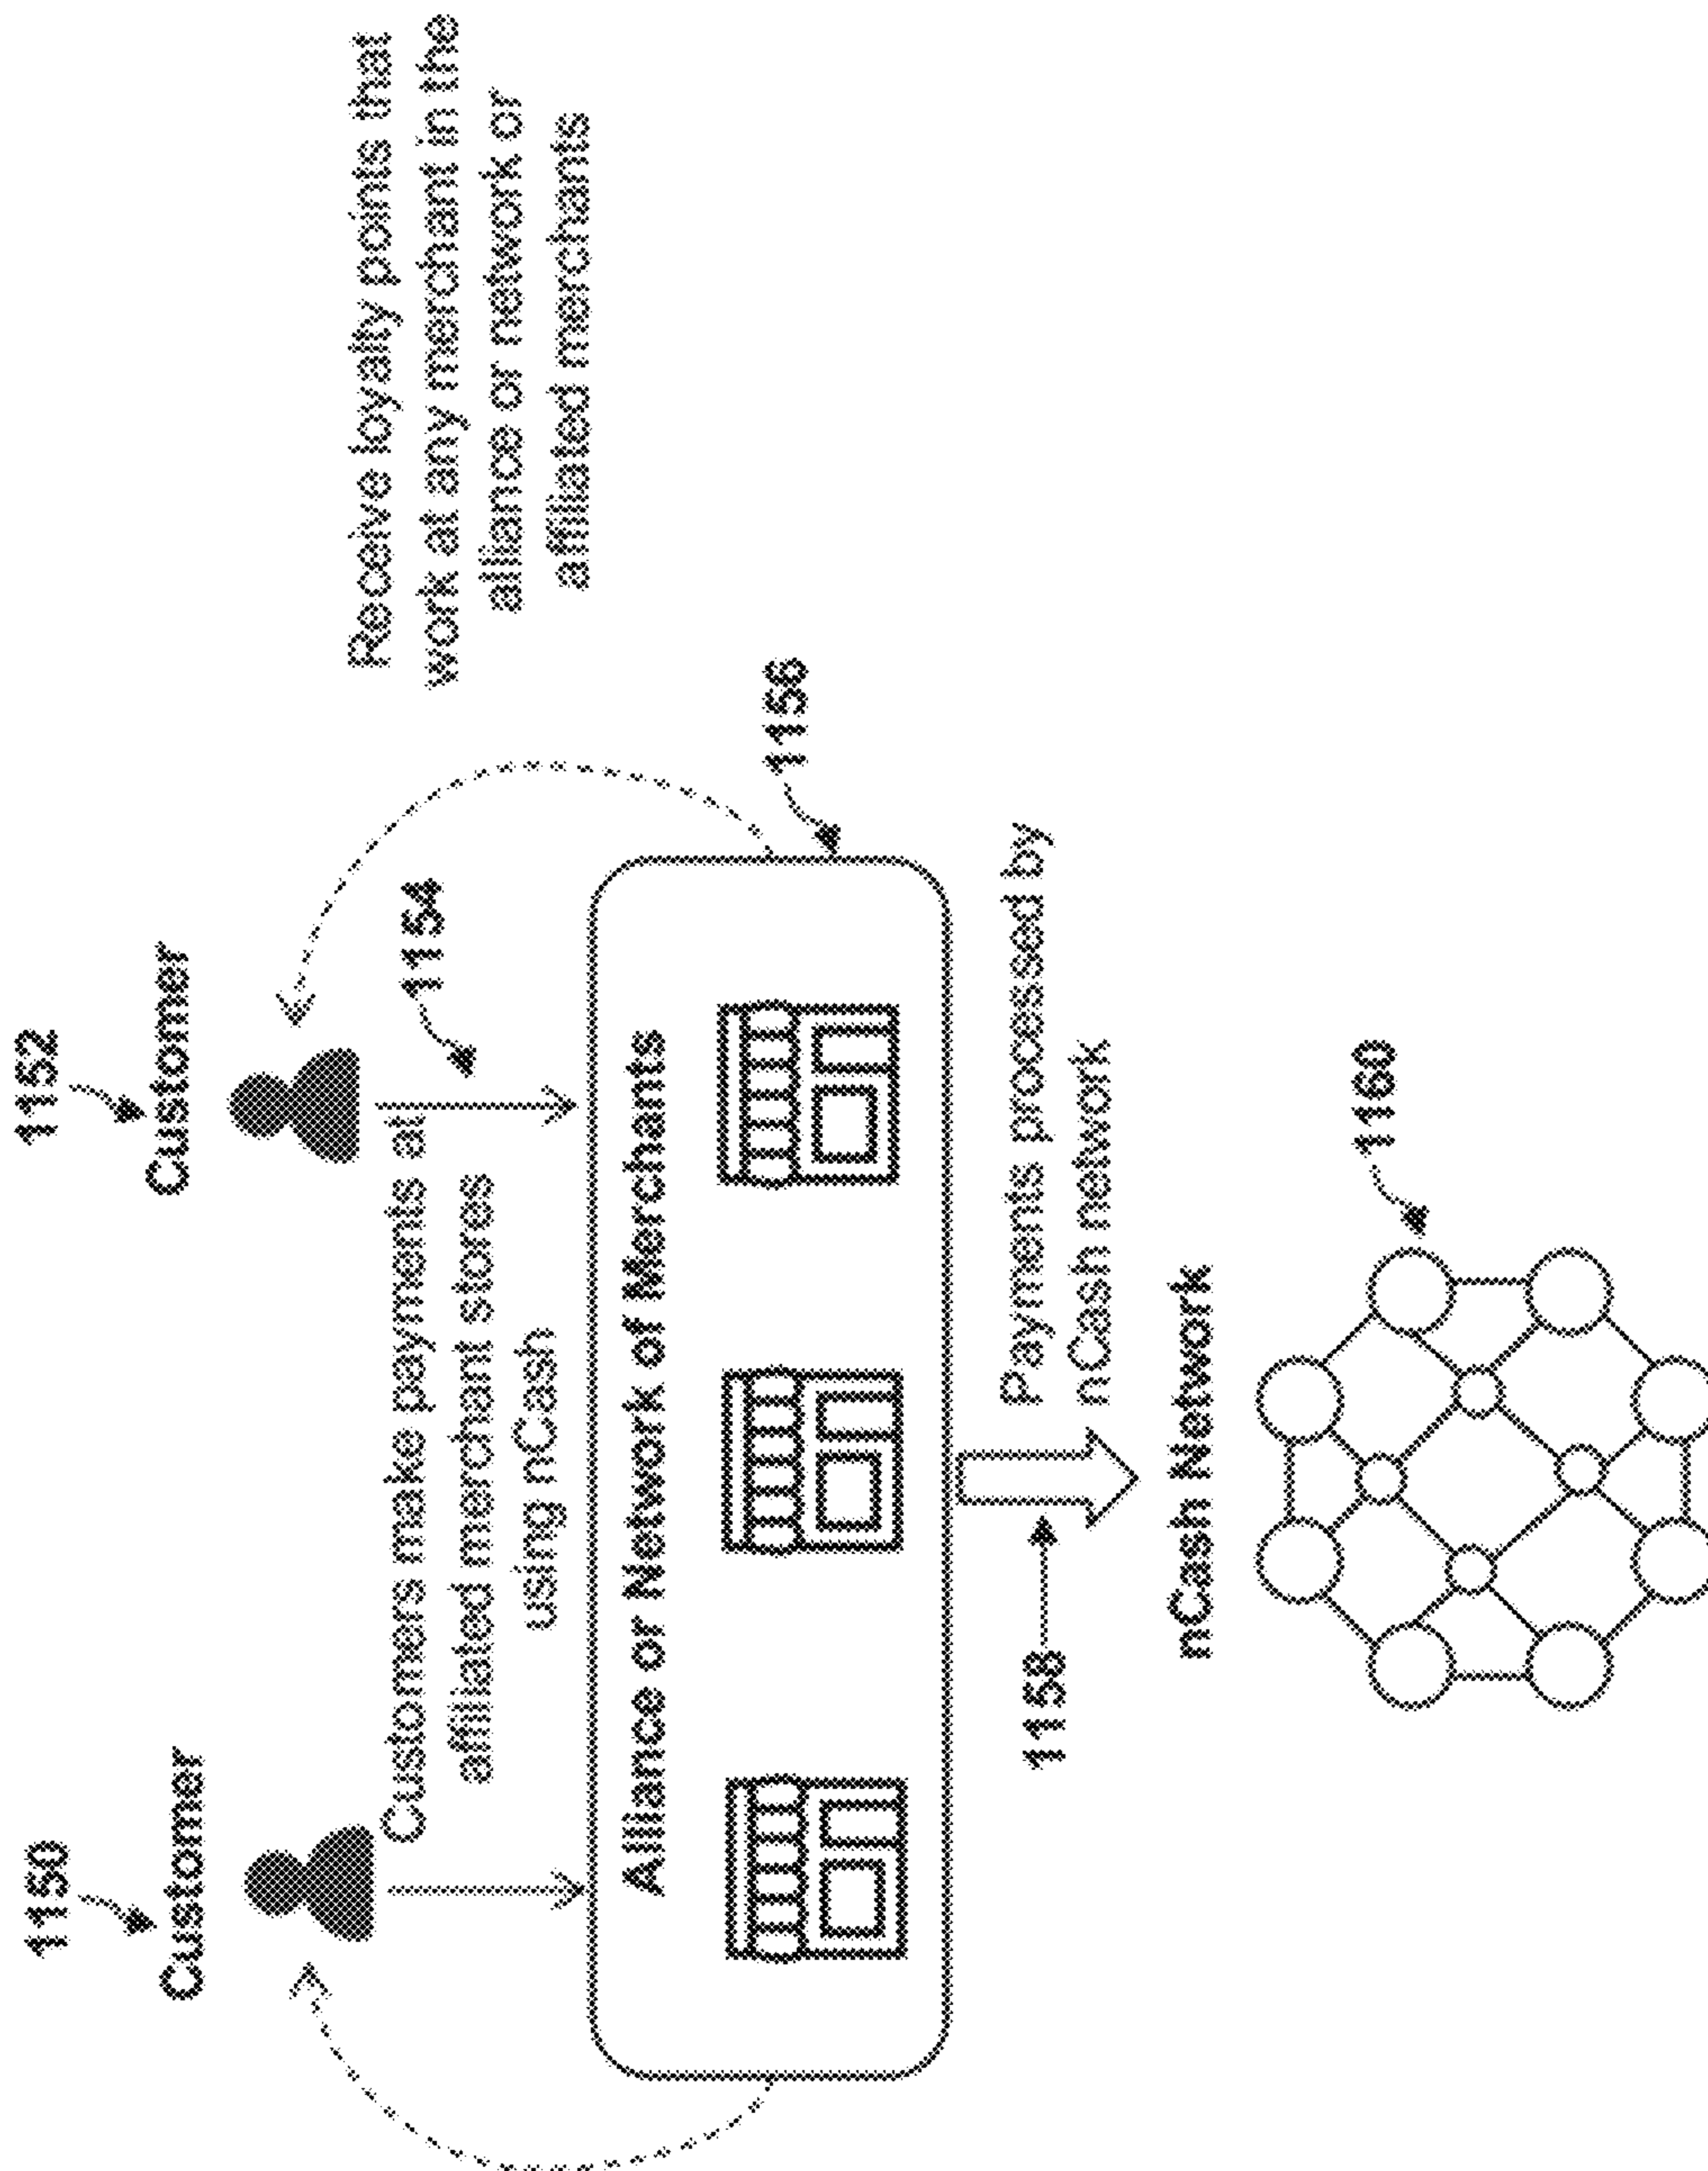 1150
1152
Customer
Customer
Customers make payments at
affiliated merchant stores
using nCash
1154
Receive loyally points that
work at any merchant in the
alliance or network or
affiliated merchants
Alliance or Network of Merchants
1156
1158
Payments processed by
nCash network
nCash Network
1160